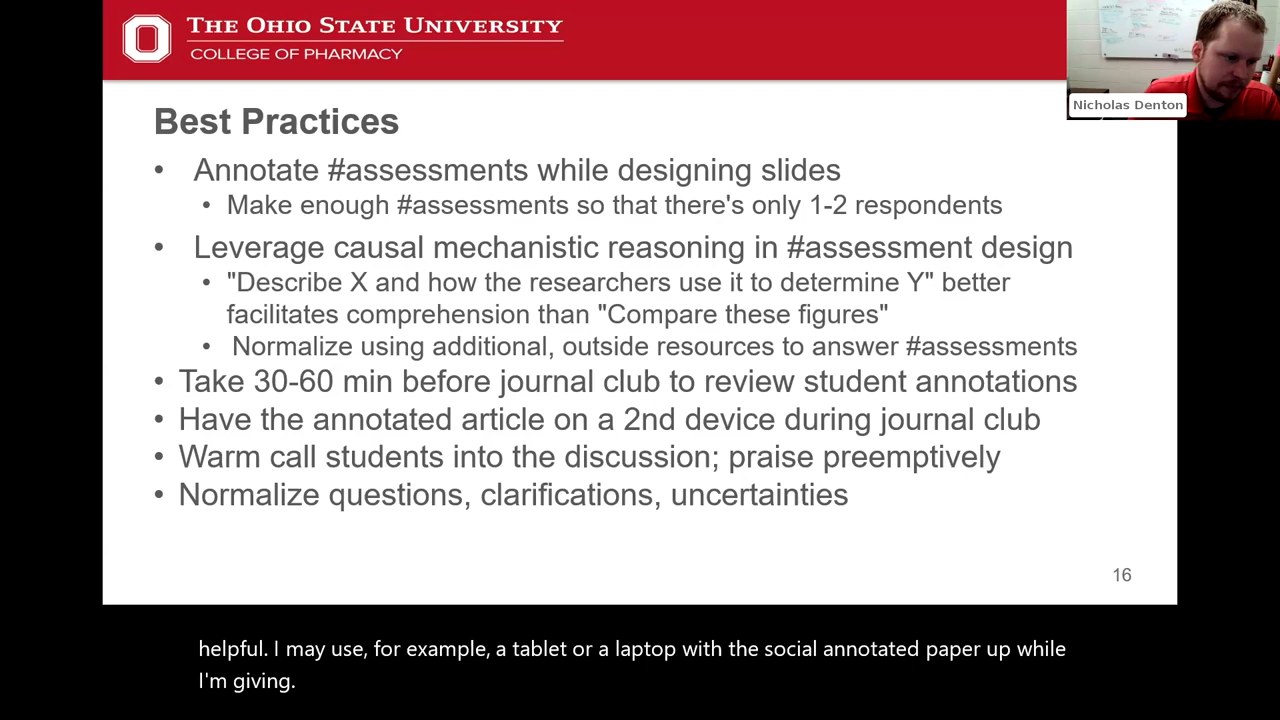 THE OHIO STATE UNIVERSITY
COLLEGE OF PHARMACY
Nicholas Denton
Best Practices
• Annotate #assessments while designing slides
• Make enough #assessments so that there's only 1-2 respondents
• Leverage causal mechanistic reasoning in #assessment design
• "Describe X and how the researchers use it to determine Y" better
facilitates comprehension than "Compare these figures"
• Normalize using additional, outside resources to answer #assessments
• Take 30-60 min before journal club to review student annotations
• Have the annotated article on a 2nd device during journal club
• Warm call students into the discussion; praise preemptively
• Normalize questions, clarifications, uncertainties
16
helpful. I may use, for example, a tablet or a laptop with the social annotated paper up while
I'm giving.